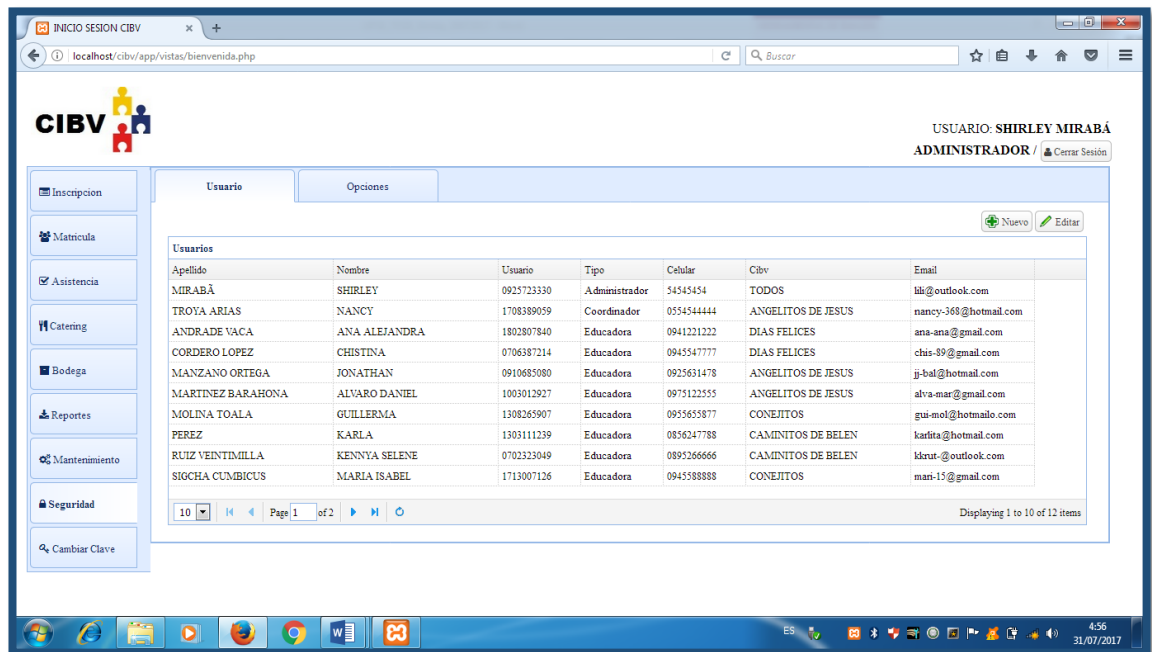 INICIO SESION CIBV
localhost/cibv/app/vistas/bienvenida.php
Buscar
CIBV
USUARIO: SHIRLEY MIRABÁ
ADMINISTRADOR / Cerrar Sesión
Inscripcion
Matricula
Asistencia
Catering
Bodega
Reportes
Mantenimiento
Seguridad
Cambiar Clave
Usuario Opciones
Nuevo Editar
Usuarios
Apellido Nombre Usuario Tipo Celular Cibv Email
MIRABÃ SHIRLEY 0925723330 Administrador 54545454 TODOS lili@outlook.com
TROYA ARIAS NANCY 1708389059 Coordinador 0554544444 ANGELITOS DE JESUS nancy-368@hotmail.com
ANDRADE VACA ANA ALEJANDRA 1802807840 Educadora 0941221222 DIAS FELICES ana-ana@gmail.com
CORDERO LOPEZ CHISTINA 0706387214 Educadora 0945547777 DIAS FELICES chis-89@gmail.com
MANZANO ORTEGA JONATHAN 0910685080 Educadora 0925631478 ANGELITOS DE JESUS jj-bal@hotmail.com
MARTINEZ BARAHONA ALVARO DANIEL 1003012927 Educadora 0975122555 ANGELITOS DE JESUS alva-mar@gmail.com
MOLINA TOALA GUILLERMA 1308265907 Educadora 0955655877 CONEJITOS gui-mol@hotmailo.com
PEREZ KARLA 1303111239 Educadora 0856247788 CAMINITOS DE BELEN karlita@hotmail.com
RUIZ VEINTIMILLA KENNYA SELENE 0702323049 Educadora 0895266666 CAMINITOS DE BELEN kkrut-@outlook.com
SIGCHA CUMBICUS MARIA ISABEL 1713007126 Educadora 0945588888 CONEJITOS mari-15@gmail.com
10 Page 1 of 2 Displaying 1 to 10 of 12 items
ES 4:56
31/07/2017